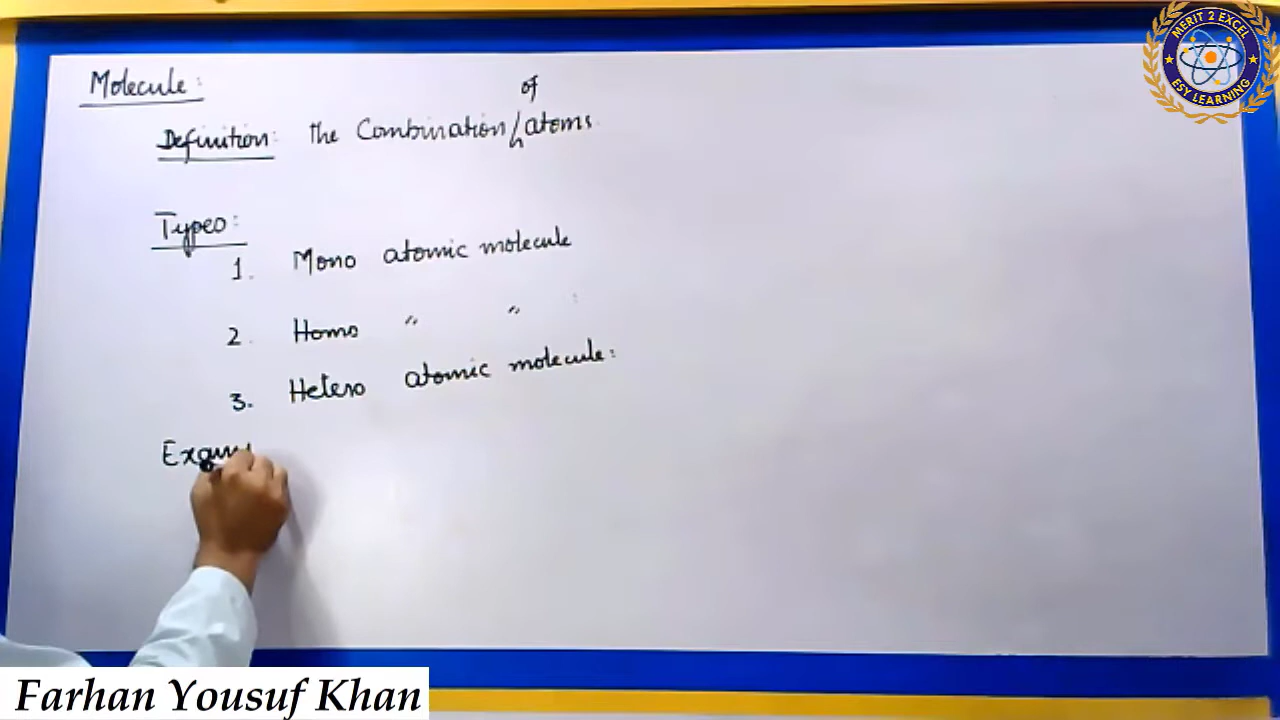 Molecule:
of
Definition: The Combination atoms.
Types:
1. Mono atomic molecule
2. Homo " " :
3. Hetero atomic molecule:
Exam
MERIT 2 EXCEL
ESY LEARNING
Farhan Yousuf Khan